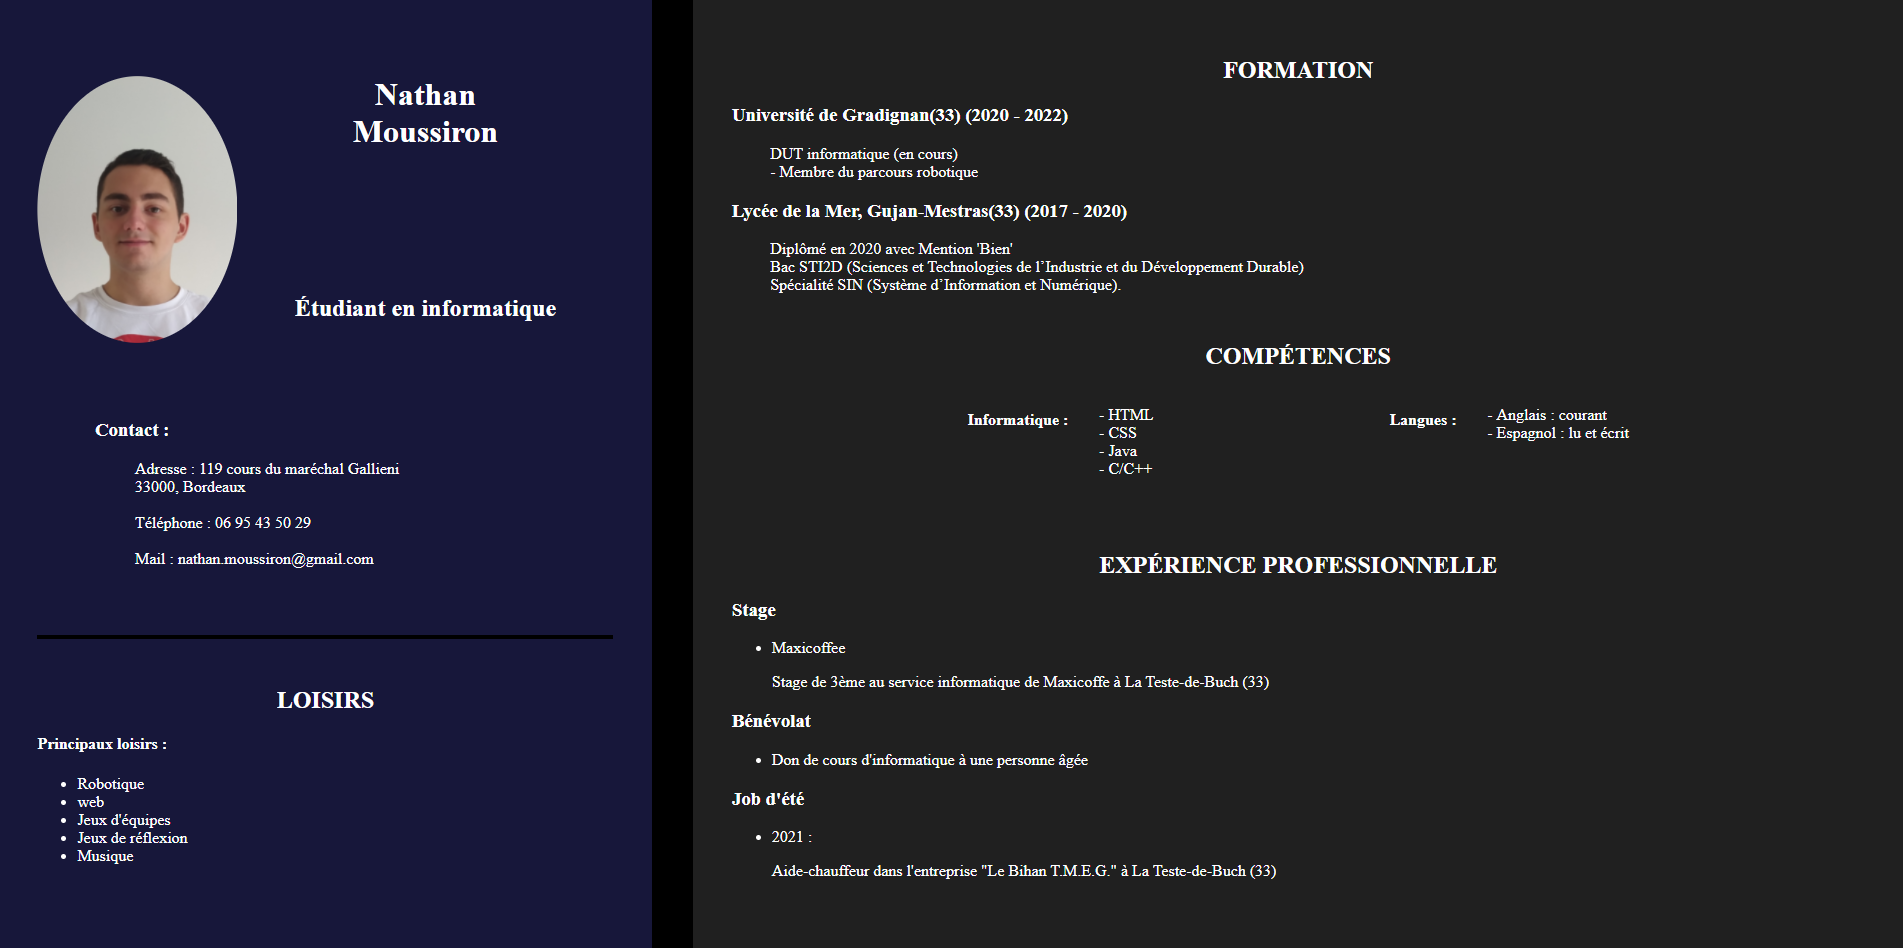 Nathan
Moussiron
Étudiant en informatique
Contact :
Adresse : 119 cours du maréchal Gallieni
33000, Bordeaux
Téléphone : 06 95 43 50 29
Mail : nathan.moussiron@gmail.com
LOISIRS
Principaux loisirs :
• Robotique
• web
• Jeux d'équipes
• Jeux de réflexion
• Musique
FORMATION
Université de Gradignan(33) (2020 - 2022)
DUT informatique (en cours)
- Membre du parcours robotique
Lycée de la Mer, Gujan-Mestras(33) (2017 - 2020)
Diplômé en 2020 avec Mention 'Bien'
Bac STI2D (Sciences et Technologies de l’Industrie et du Développement Durable)
Spécialité SIN (Système d’Information et Numérique).
COMPÉTENCES
Informatique :
- HTML
- CSS
- Java
- C/C++
Langues :
- Anglais : courant
- Espagnol : lu et écrit
EXPÉRIENCE PROFESSIONNELLE
Stage
• Maxicoffee
Stage de 3ème au service informatique de Maxicoffe à La Teste-de-Buch (33)
Bénévolat
• Don de cours d'informatique à une personne âgée
Job d'été
• 2021 :
Aide-chauffeur dans l'entreprise "Le Bihan T.M.E.G." à La Teste-de-Buch (33)